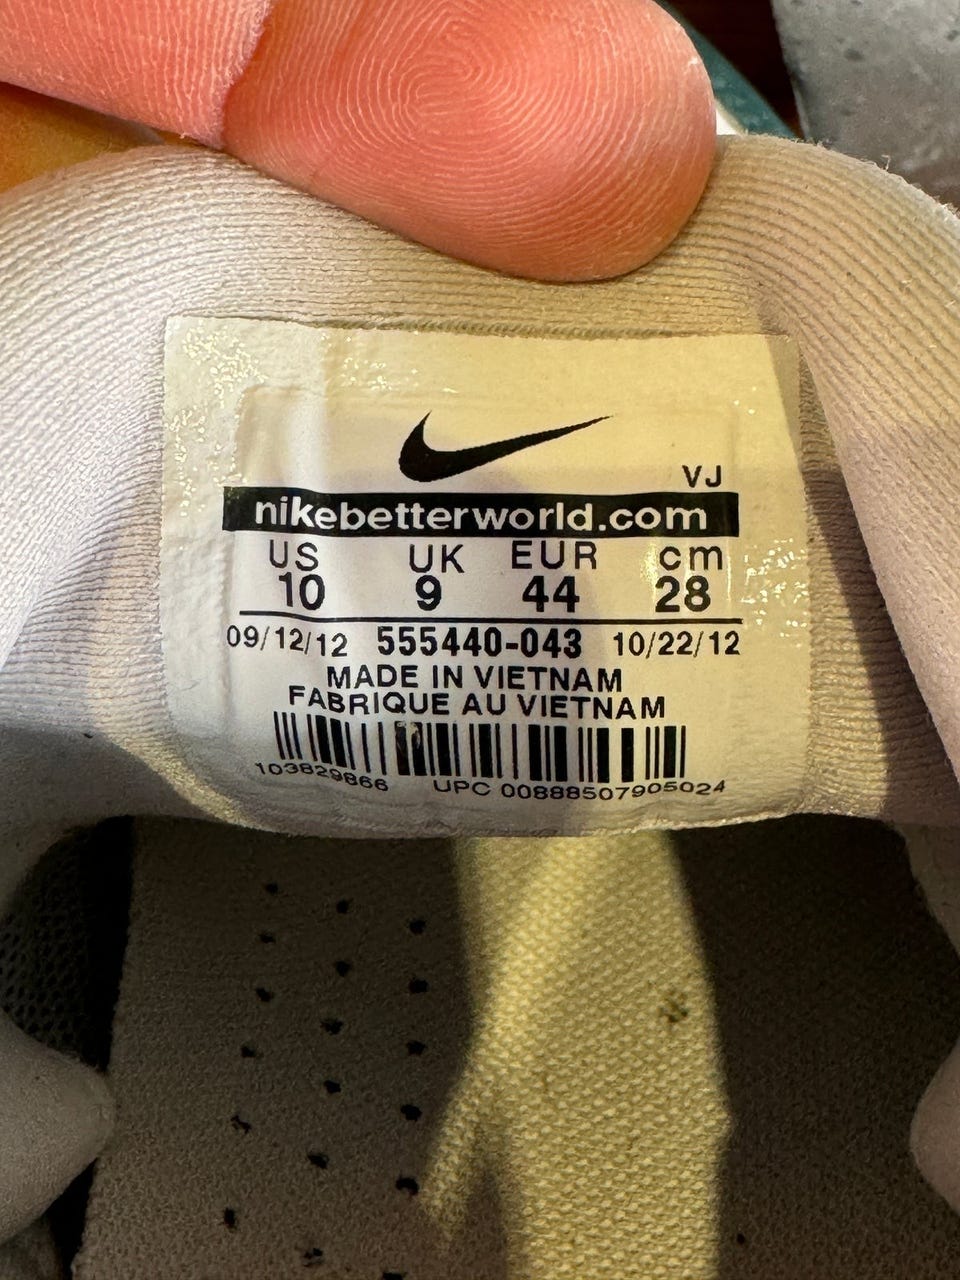 VJ
nikebetterworld.com
US UK EUR cm
10 9 44 28
09/12/12 555440-043 10/22/12
MADE IN VIETNAM
FABRIQUE AU VIETNAM
103829866 UPC 00888507905024